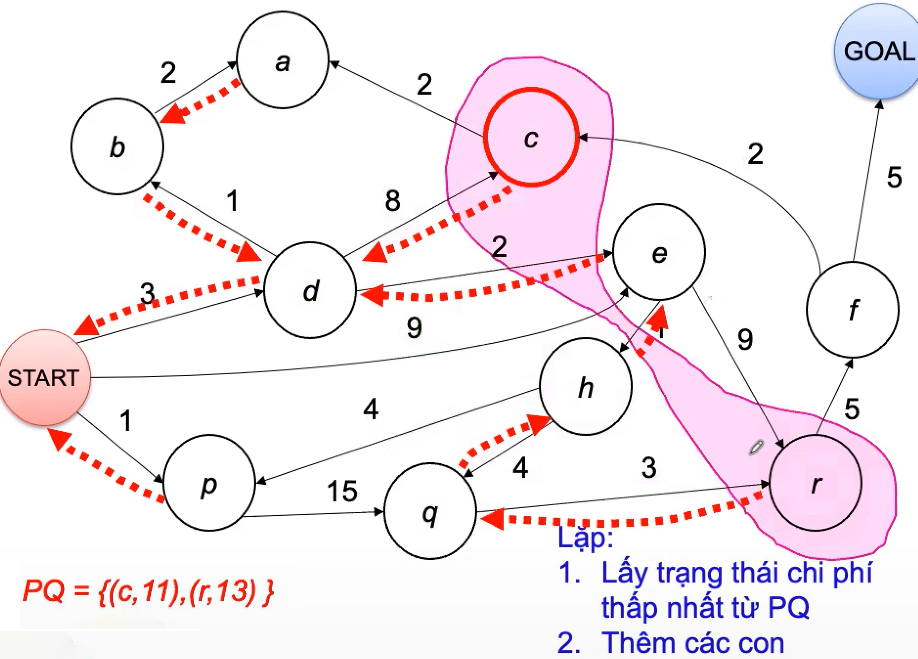 GOAL
a
2
2
c
b
2
5
1
8
2
e
3
d
f
9
9
START
1
h
1
4
5
4
3
p
15
r
q
Lặp:
PQ = {(c,11),(r,13) }
1. Lấy trạng thái chi phí
thấp nhất từ PQ
2. Thêm các con